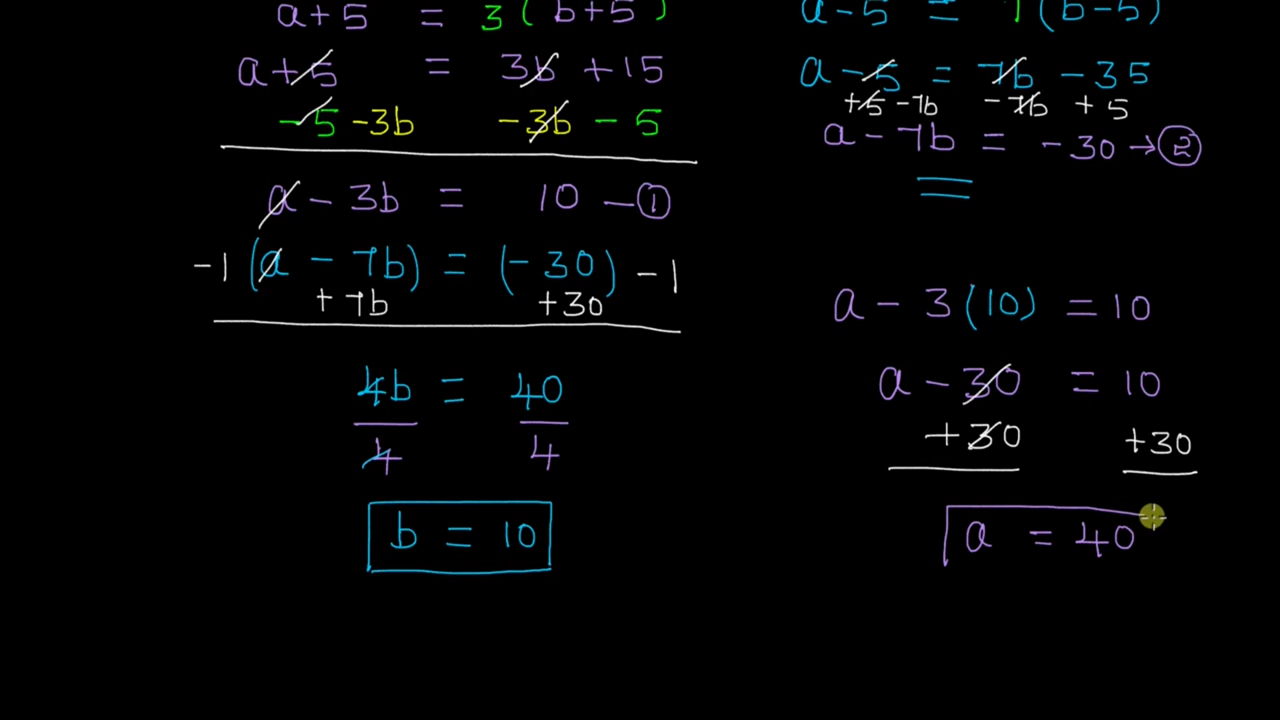 a+5 = 3(b+5)
a+5 = 3b +15
-5 -3b -3b - 5
a - 3b = 10 - ①
-1 (a - 7b) = (- 30) - 1
+ 7b +30
4b = 40
4 4
b = 10
a-5 = 7(b-5)
a-5 = 7b - 35
+5 -7b - 7b + 5
a - 7b = -30 → ②
a - 3(10) = 10
a - 30 = 10
+ 30 +30
a = 40